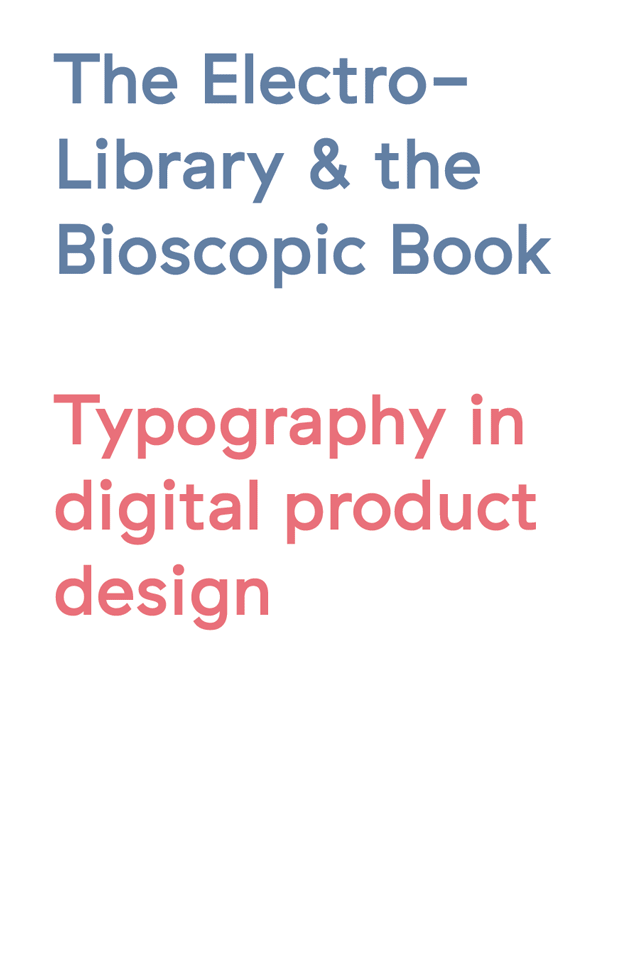 The Electro–
Library & the
Bioscopic Book
Typography in
digital product
design